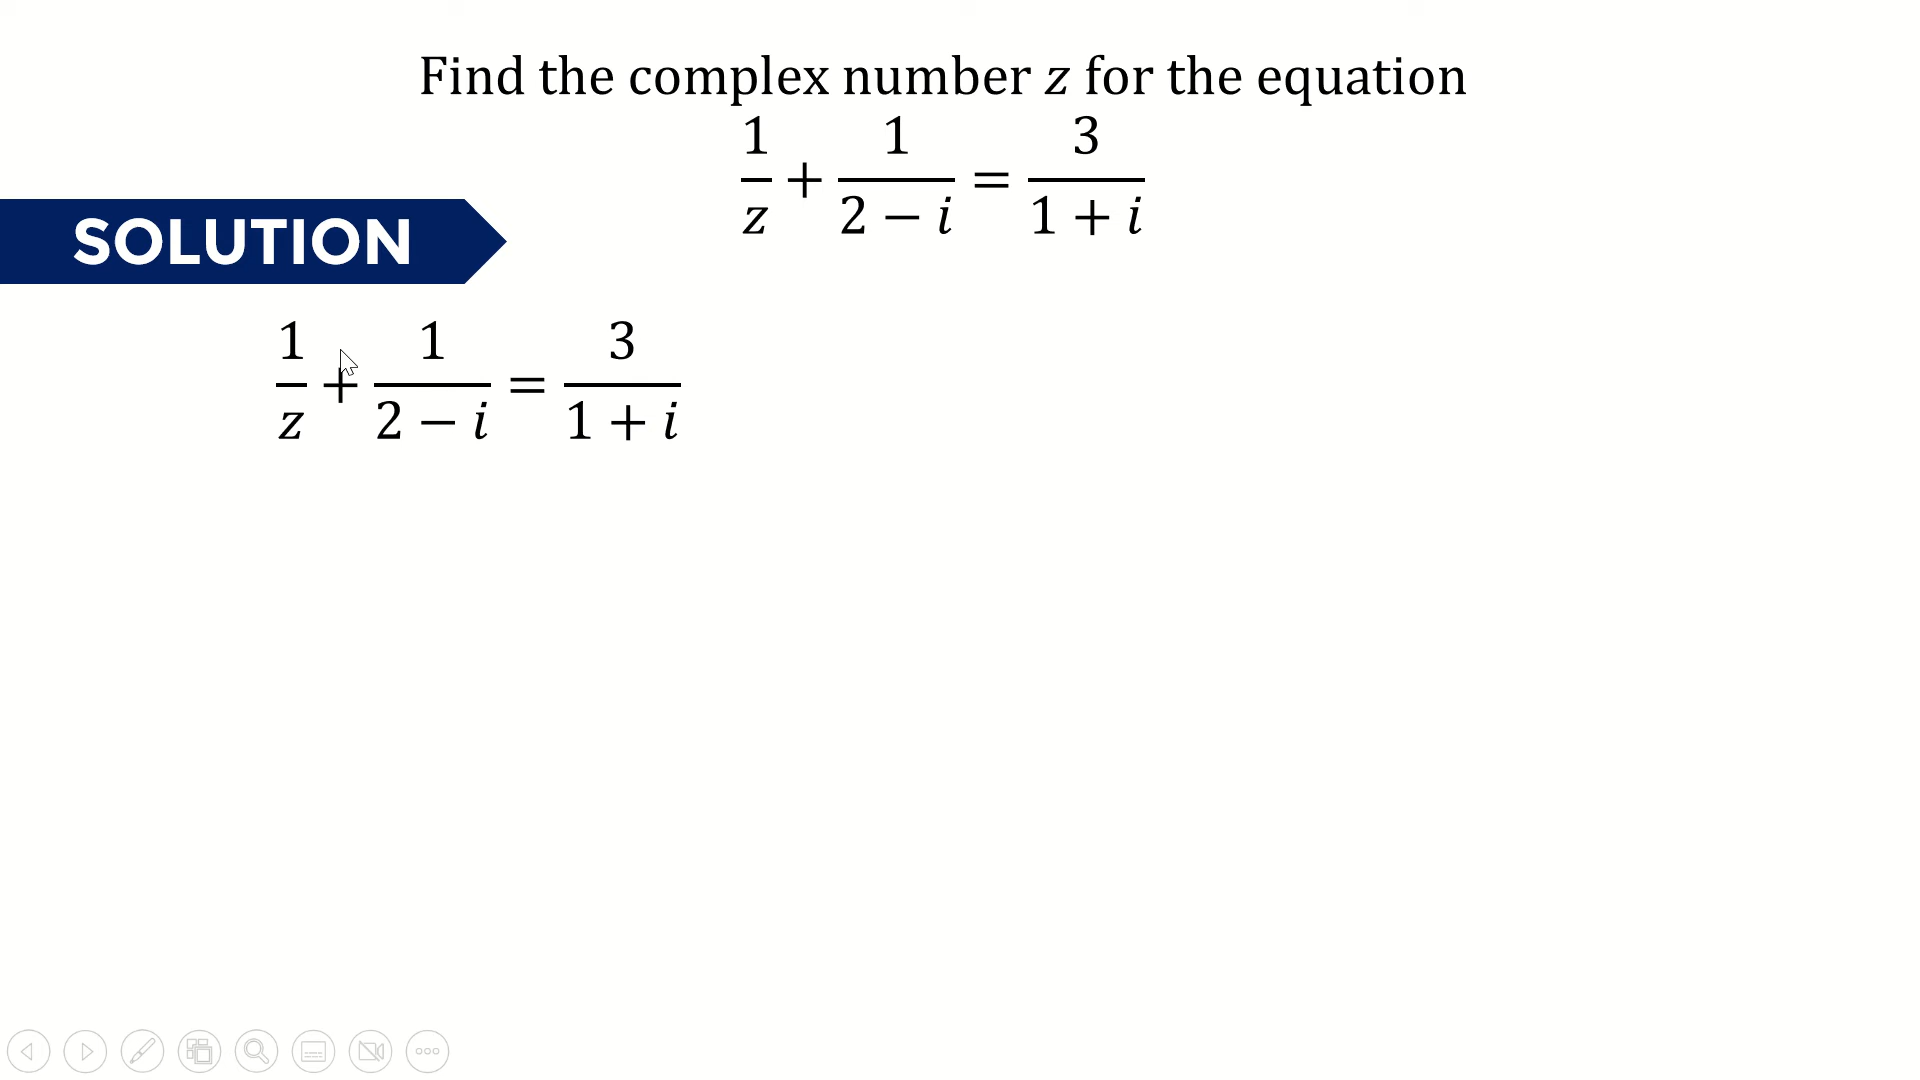 Find the complex number z for the equation
1/z + 1/(2 − i) = 3/(1 + i)
SOLUTION
1/z + 1/(2 − i) = 3/(1 + i)